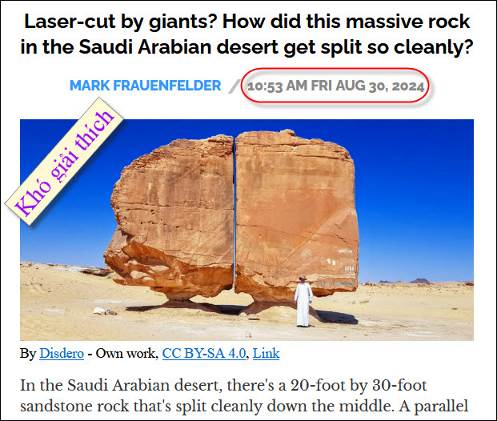 Laser-cut by giants? How did this massive rock
in the Saudi Arabian desert get split so cleanly?
MARK FRAUENFELDER / 10:53 AM FRI AUG 30, 2024
Khó giải thích
By Disdero - Own work, CC BY-SA 4.0, Link
In the Saudi Arabian desert, there's a 20-foot by 30-foot
sandstone rock that's split cleanly down the middle. A parallel